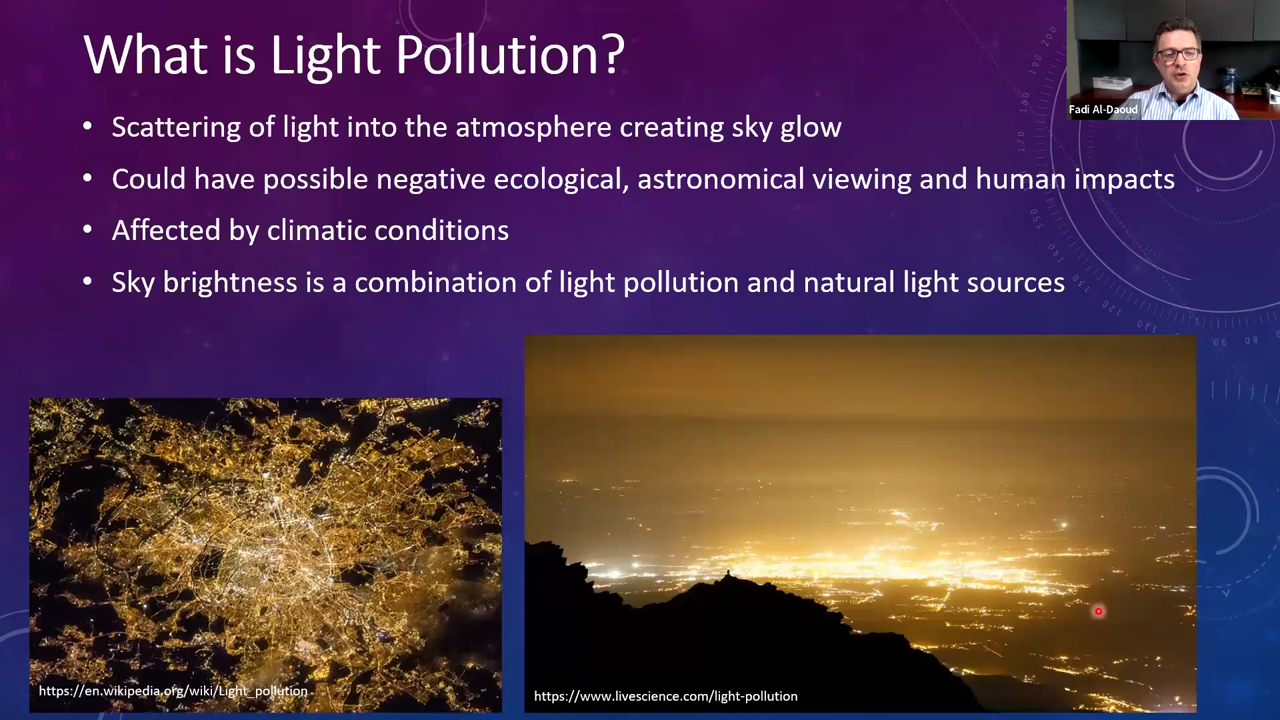 What is Light Pollution?
Fadi Al-Daoud
• Scattering of light into the atmosphere creating sky glow
• Could have possible negative ecological, astronomical viewing and human impacts
• Affected by climatic conditions
• Sky brightness is a combination of light pollution and natural light sources
https://en.wikipedia.org/wiki/Light_pollution
https://www.livescience.com/light-pollution